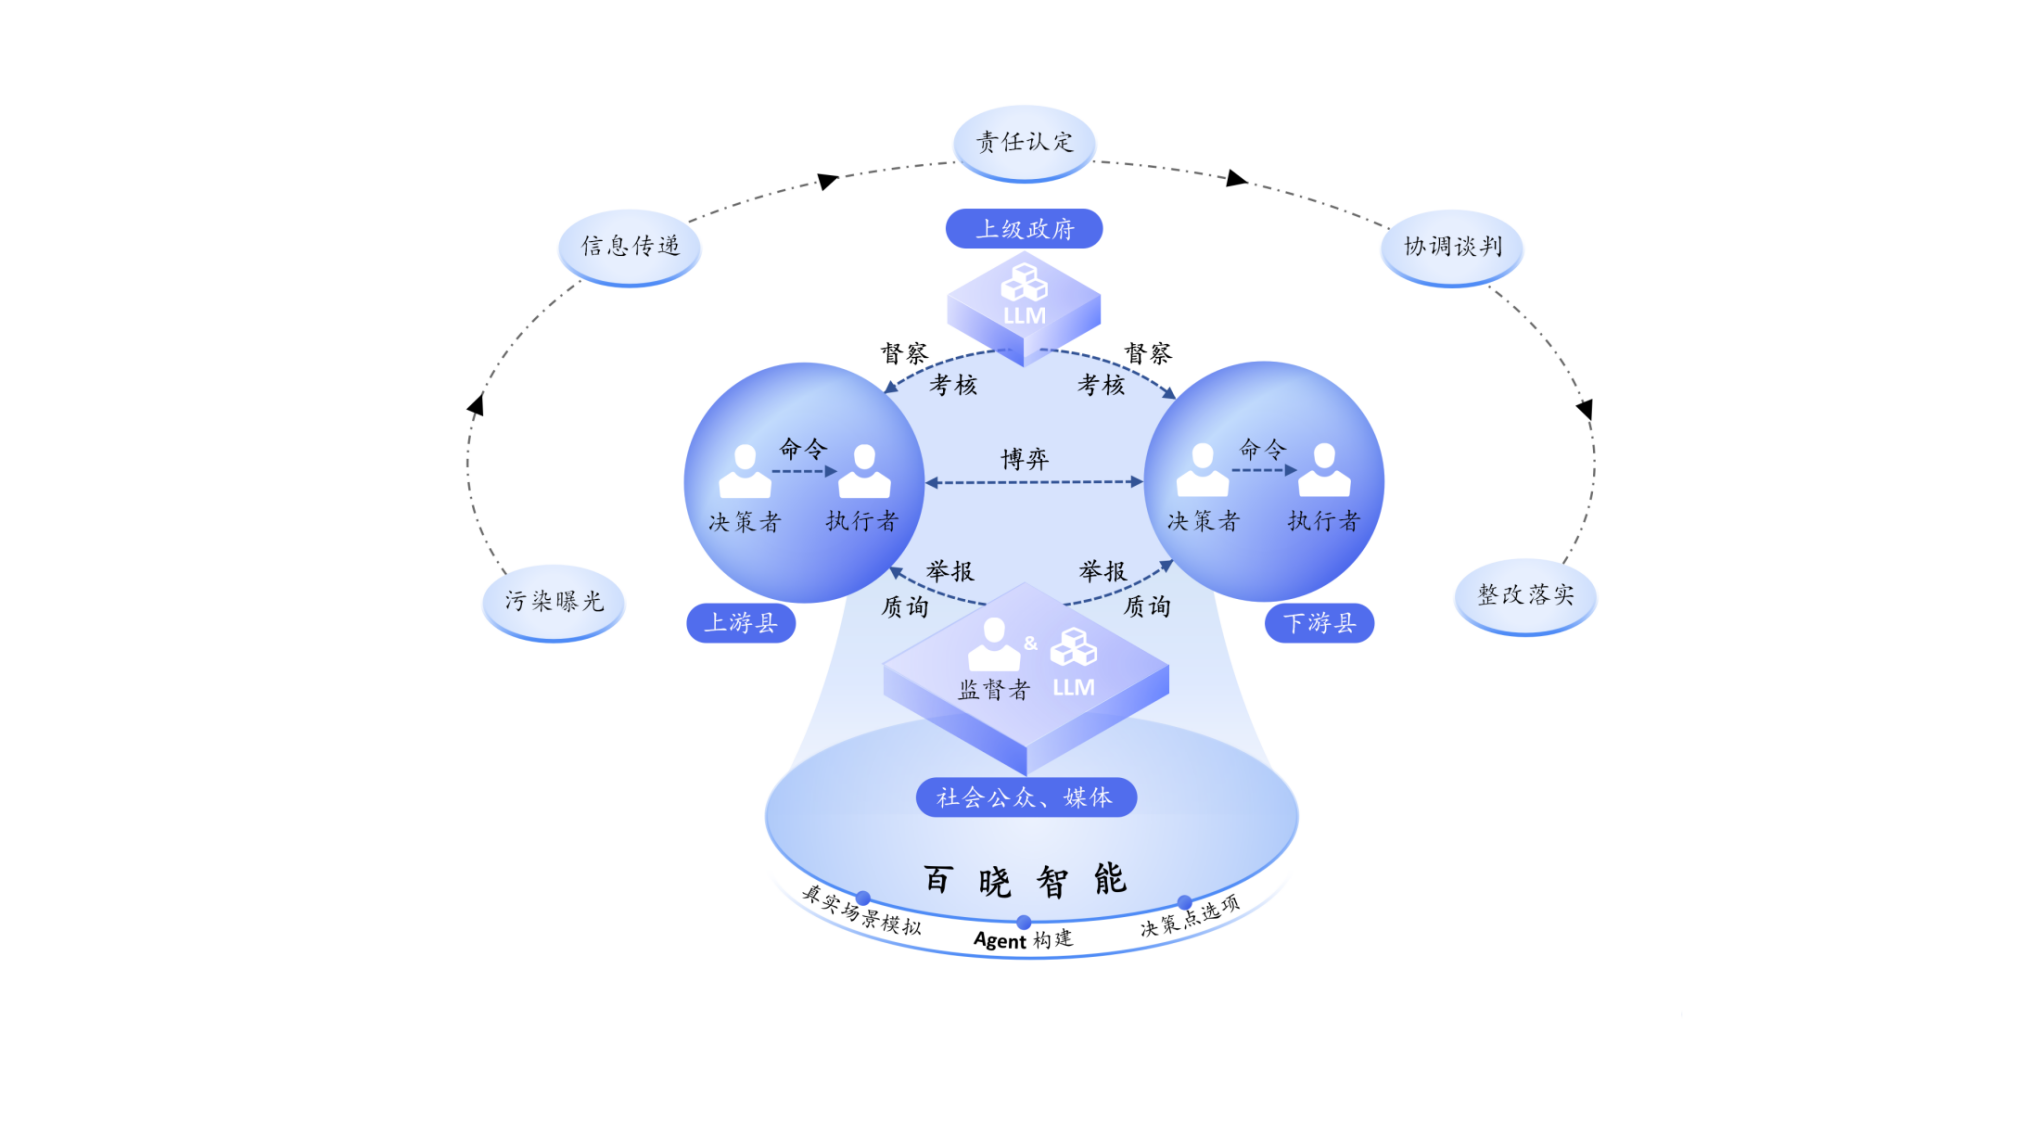 责任认定
信息传递
协调谈判
上级政府
LLM
督察
考核
督察
考核
命令
决策者
执行者
博弈
命令
决策者
执行者
举报
质询
举报
质询
污染曝光
整改落实
上游县
下游县
&
监督者
LLM
社会公众、媒体
百晓智能
真实场景模拟
Agent 构建
决策点选项